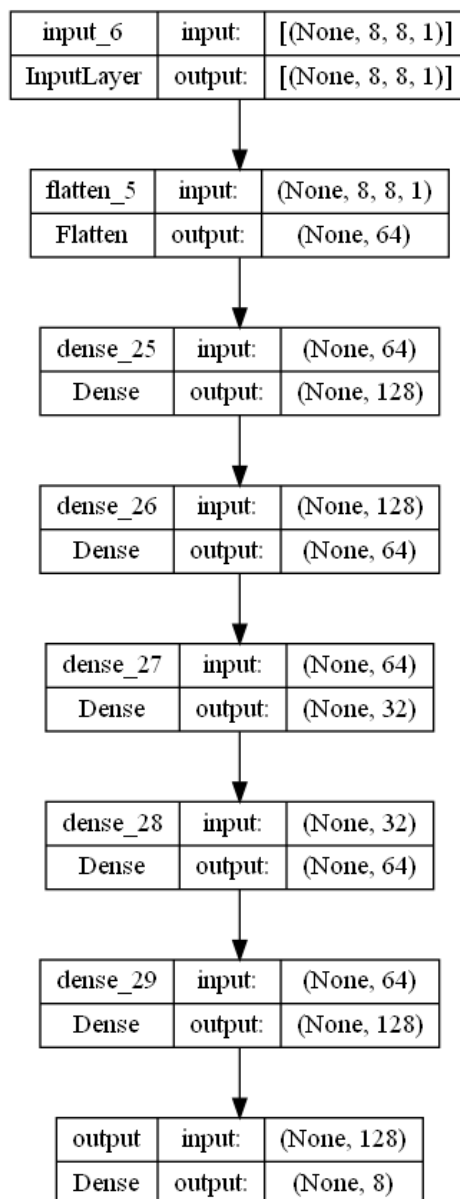 input_6 input: [(None, 8, 8, 1)]
InputLayer output: [(None, 8, 8, 1)]
flatten_5 input: (None, 8, 8, 1)
Flatten output: (None, 64)
dense_25 input: (None, 64)
Dense output: (None, 128)
dense_26 input: (None, 128)
Dense output: (None, 64)
dense_27 input: (None, 64)
Dense output: (None, 32)
dense_28 input: (None, 32)
Dense output: (None, 64)
dense_29 input: (None, 64)
Dense output: (None, 128)
output input: (None, 128)
Dense output: (None, 8)